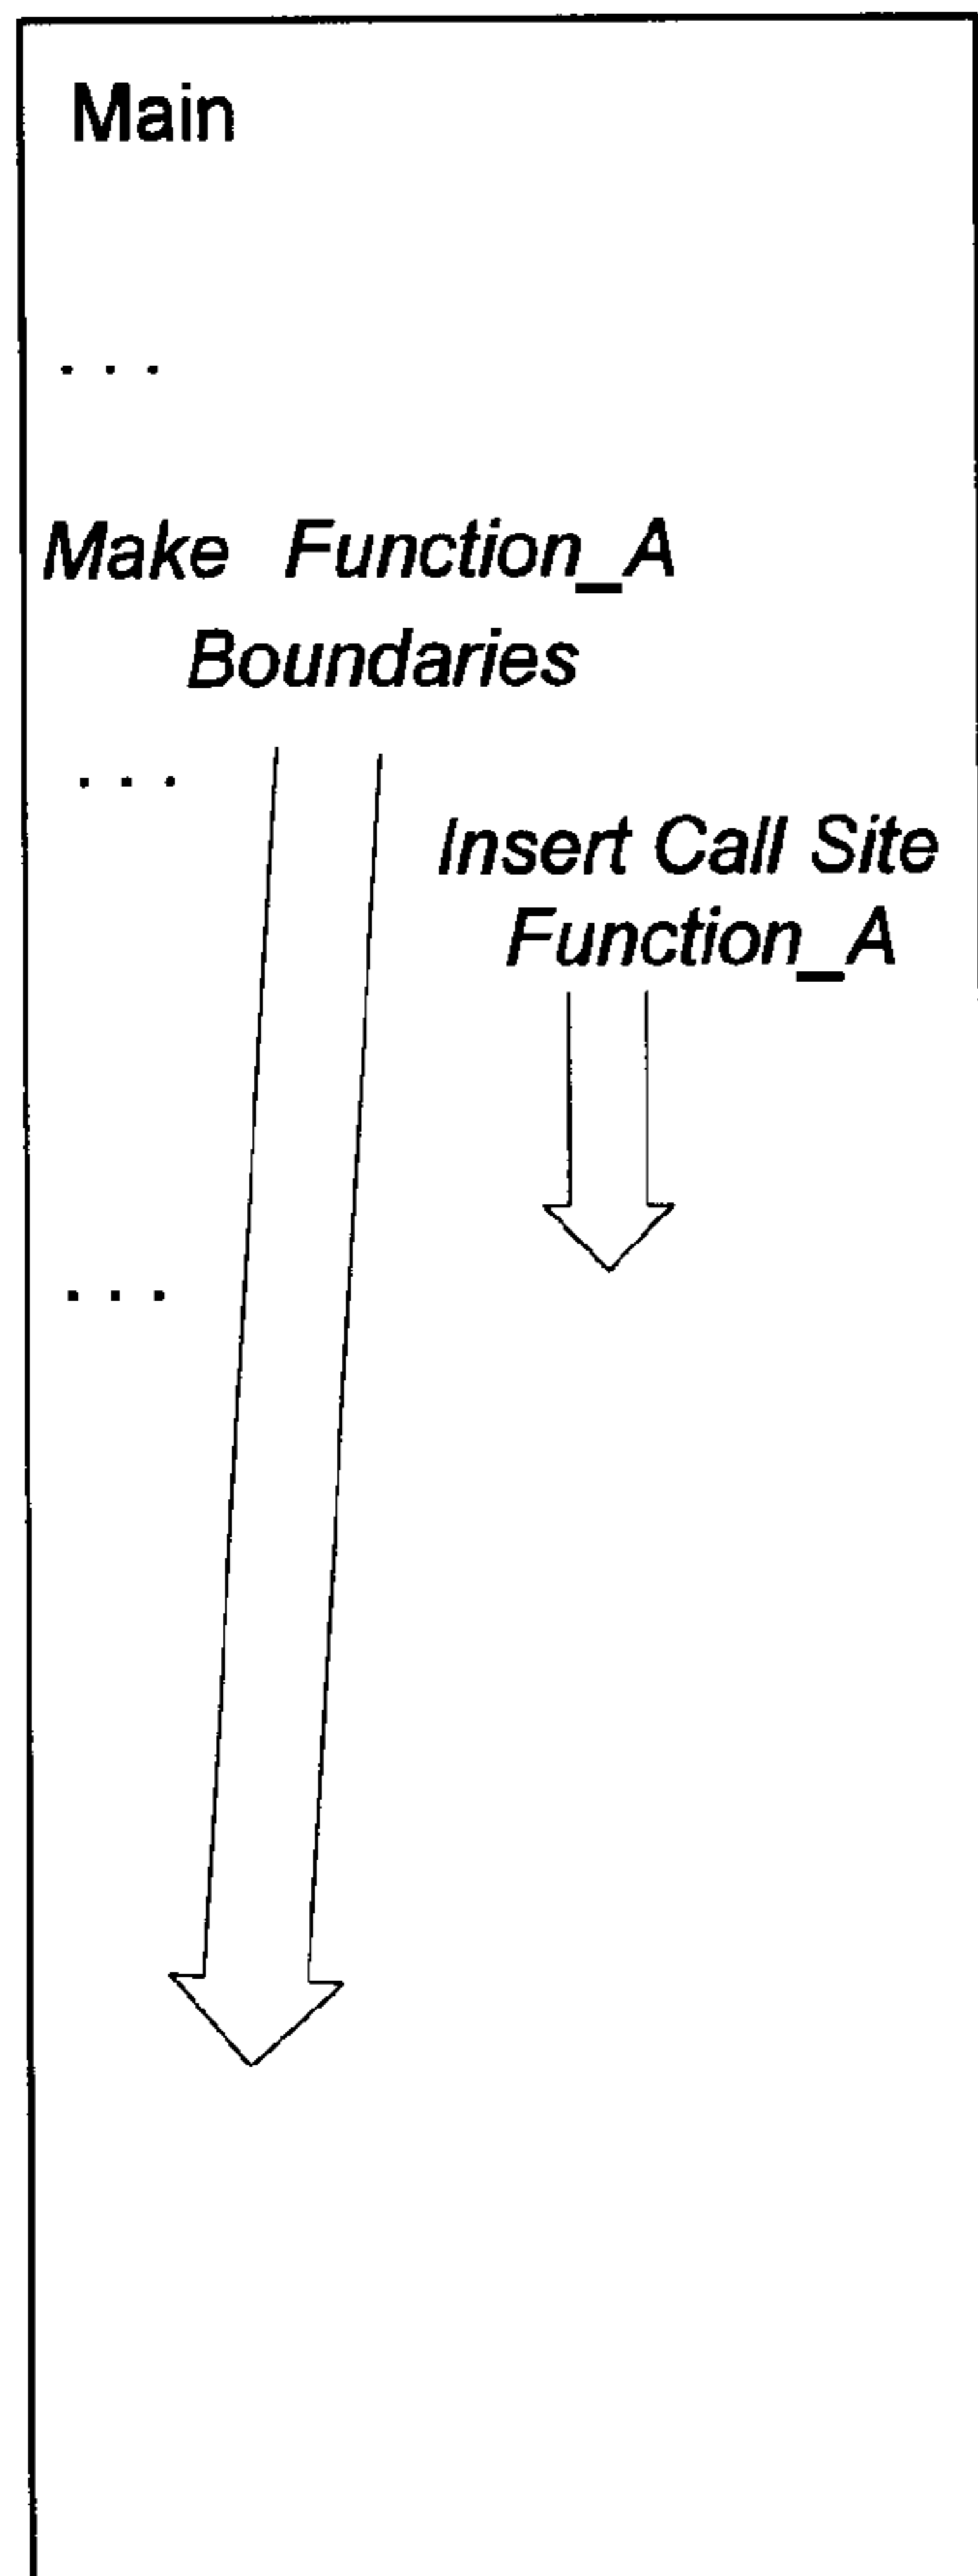 Main
. . .
Make Function_A
Boundaries
. . .
Insert Call Site
Function_A
. . .